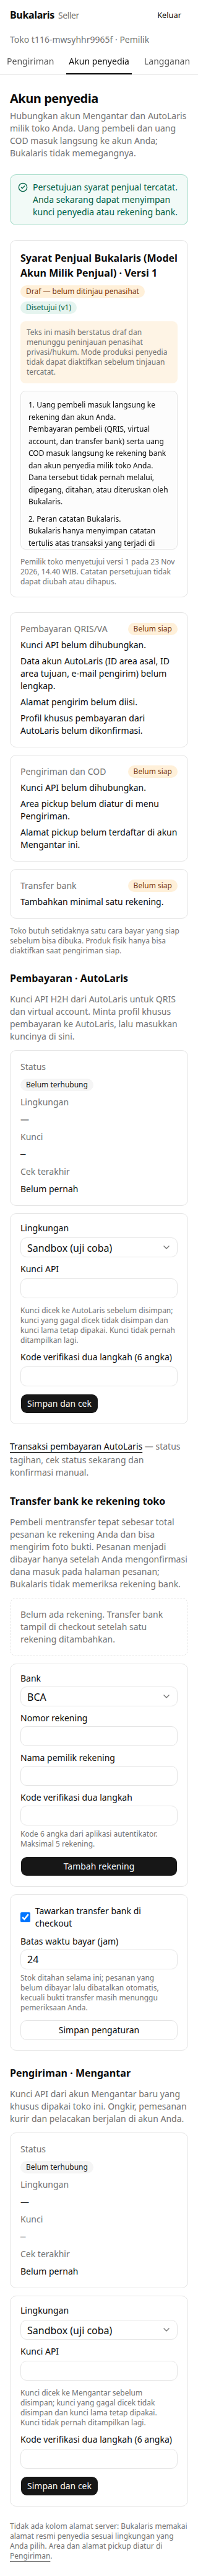 Bukalaris Seller
Keluar
Toko t116-mwsyhhr9965f · Pemilik
Pengiriman
Akun penyedia
Langganan
Akun penyedia
Hubungkan akun Mengantar dan AutoLaris
milik toko Anda. Uang pembeli dan uang
COD masuk langsung ke akun Anda;
Bukalaris tidak memegangnya.
Persetujuan syarat penjual tercatat.
Anda sekarang dapat menyimpan
kunci penyedia atau rekening bank.
Syarat Penjual Bukalaris (Model
Akun Milik Penjual) · Versi 1
Draf — belum ditinjau penasihat
Disetujui (v1)
Teks ini masih berstatus draf dan
menunggu peninjauan penasihat
privasi/hukum. Mode produksi penyedia
tidak dapat diaktifkan sebelum tinjauan
tercatat.
1. Uang pembeli masuk langsung ke
rekening dan akun Anda.
Pembayaran pembeli (QRIS, virtual
account, dan transfer bank) serta uang
COD masuk langsung ke rekening bank
dan akun penyedia milik toko Anda.
Dana tersebut tidak pernah melalui,
dipegang, ditahan, atau diteruskan oleh
Bukalaris.
2. Peran catatan Bukalaris.
Bukalaris hanya menyimpan catatan
tertulis atas transaksi yang terjadi di
Pemilik toko menyetujui versi 1 pada 23 Nov
2026, 14.40 WIB. Catatan persetujuan tidak
dapat diubah atau dihapus.
Pembayaran QRIS/VA
Belum siap
Kunci API belum dihubungkan.
Data akun AutoLaris (ID area asal, ID
area tujuan, e-mail pengirim) belum
lengkap.
Alamat pengirim belum diisi.
Profil khusus pembayaran dari
AutoLaris belum dikonfirmasi.
Pengiriman dan COD
Belum siap
Kunci API belum dihubungkan.
Area pickup belum diatur di menu
Pengiriman.
Alamat pickup belum terdaftar di akun
Mengantar ini.
Transfer bank
Belum siap
Tambahkan minimal satu rekening.
Toko butuh setidaknya satu cara bayar yang siap
sebelum bisa dibuka. Produk fisik hanya bisa
diaktifkan saat pengiriman siap.
Pembayaran · AutoLaris
Kunci API H2H dari AutoLaris untuk QRIS
dan virtual account. Minta profil khusus
pembayaran ke AutoLaris, lalu masukkan
kuncinya di sini.
Status
Belum terhubung
Lingkungan
—
Kunci
—
Cek terakhir
Belum pernah
Lingkungan
Sandbox (uji coba)
Kunci API
Kunci dicek ke AutoLaris sebelum disimpan;
kunci yang gagal dicek tidak disimpan dan
kunci lama tetap dipakai. Kunci tidak pernah
ditampilkan lagi.
Kode verifikasi dua langkah (6 angka)
Simpan dan cek
Transaksi pembayaran AutoLaris — status
tagihan, cek status sekarang dan
konfirmasi manual.
Transfer bank ke rekening toko
Pembeli mentransfer tepat sebesar total
pesanan ke rekening Anda dan bisa
mengirim foto bukti. Pesanan menjadi
dibayar hanya setelah Anda mengonfirmasi
dana masuk pada halaman pesanan;
Bukalaris tidak memeriksa rekening bank.
Belum ada rekening. Transfer bank
tampil di checkout setelah satu
rekening ditambahkan.
Bank
BCA
Nomor rekening
Nama pemilik rekening
Kode verifikasi dua langkah
Kode 6 angka dari aplikasi autentikator.
Maksimal 5 rekening.
Tambah rekening
Tawarkan transfer bank di
checkout
Batas waktu bayar (jam)
24
Stok ditahan selama ini; pesanan yang
belum dibayar lalu dibatalkan otomatis,
kecuali bukti transfer masih menunggu
pemeriksaan Anda.
Simpan pengaturan
Pengiriman · Mengantar
Kunci API dari akun Mengantar baru yang
khusus dipakai toko ini. Ongkir, pemesanan
kurir dan pelacakan berjalan di akun Anda.
Status
Belum terhubung
Lingkungan
—
Kunci
—
Cek terakhir
Belum pernah
Lingkungan
Sandbox (uji coba)
Kunci API
Kunci dicek ke Mengantar sebelum
disimpan; kunci yang gagal dicek tidak
disimpan dan kunci lama tetap dipakai.
Kunci tidak pernah ditampilkan lagi.
Kode verifikasi dua langkah (6 angka)
Simpan dan cek
Tidak ada kolom alamat server: Bukalaris memakai
alamat resmi penyedia sesuai lingkungan yang
Anda pilih. Area dan alamat pickup diatur di
Pengiriman.